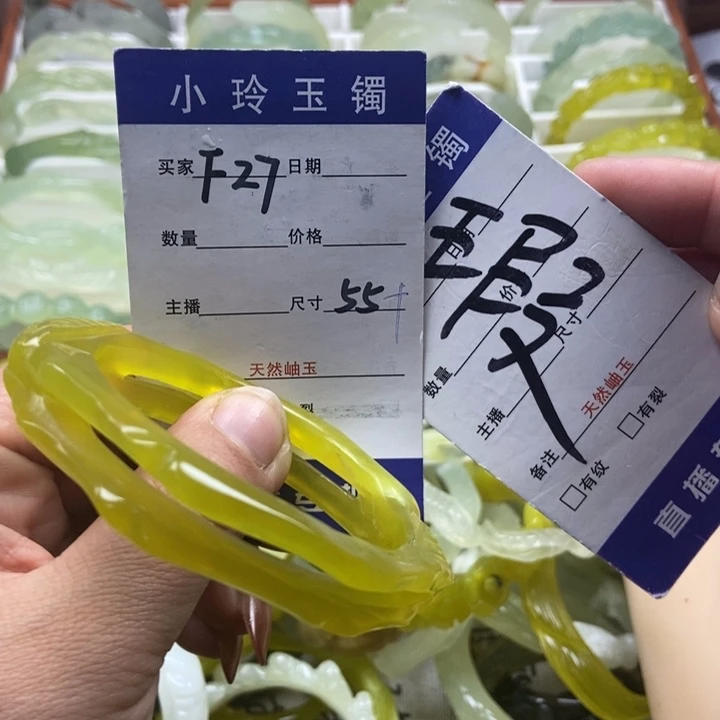 小玲玉镯
买家 F27 日期
数量 价格
主播 尺寸 55+
天然岫玉
裂
镯
瑕
日期
数量 价
主播 尺寸
天然岫玉
备注
有纹 有裂
直播